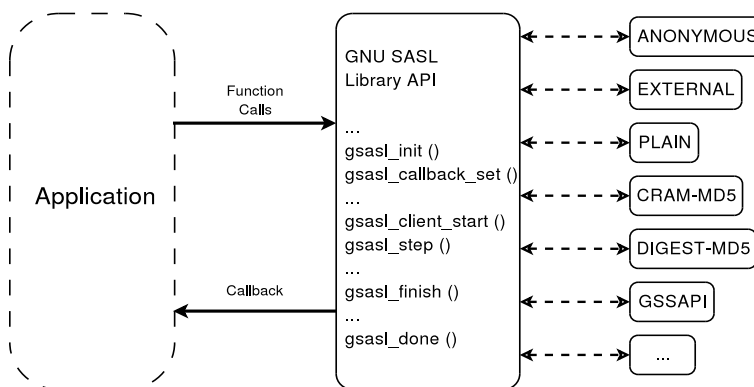 Application
Function
Calls
Callback
GNU SASL
Library API
...
gsasl_init ()
gsasl_callback_set ()
...
gsasl_client_start ()
gsasl_step ()
...
gsasl_finish ()
...
gsasl_done ()
ANONYMOUS
EXTERNAL
PLAIN
CRAM-MD5
DIGEST-MD5
GSSAPI
...